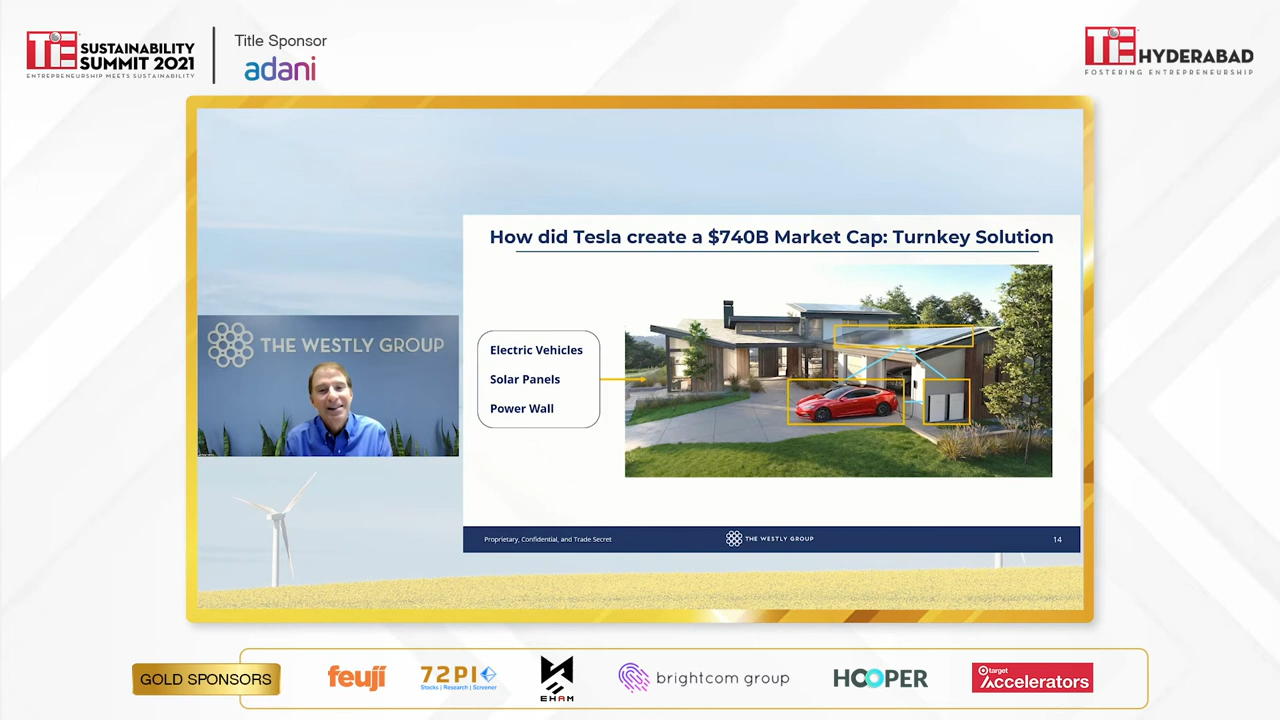 TiE SUSTAINABILITY
SUMMIT 2021
ENTREPRENEURSHIP MEETS SUSTAINABILITY
Title Sponsor
adani
TiE HYDERABAD
FOSTERING ENTREPRENEURSHIP
How did Tesla create a $740B Market Cap: Turnkey Solution
THE WESTLY GROUP
Electric Vehicles
Solar Panels
Power Wall
Proprietary, Confidential, and Trade Secret
THE WESTLY GROUP
14
GOLD SPONSORS
feuji
72PI
Stocks | Research | Screener
EHAM
brightcom group
HOOPER
target
Accelerators